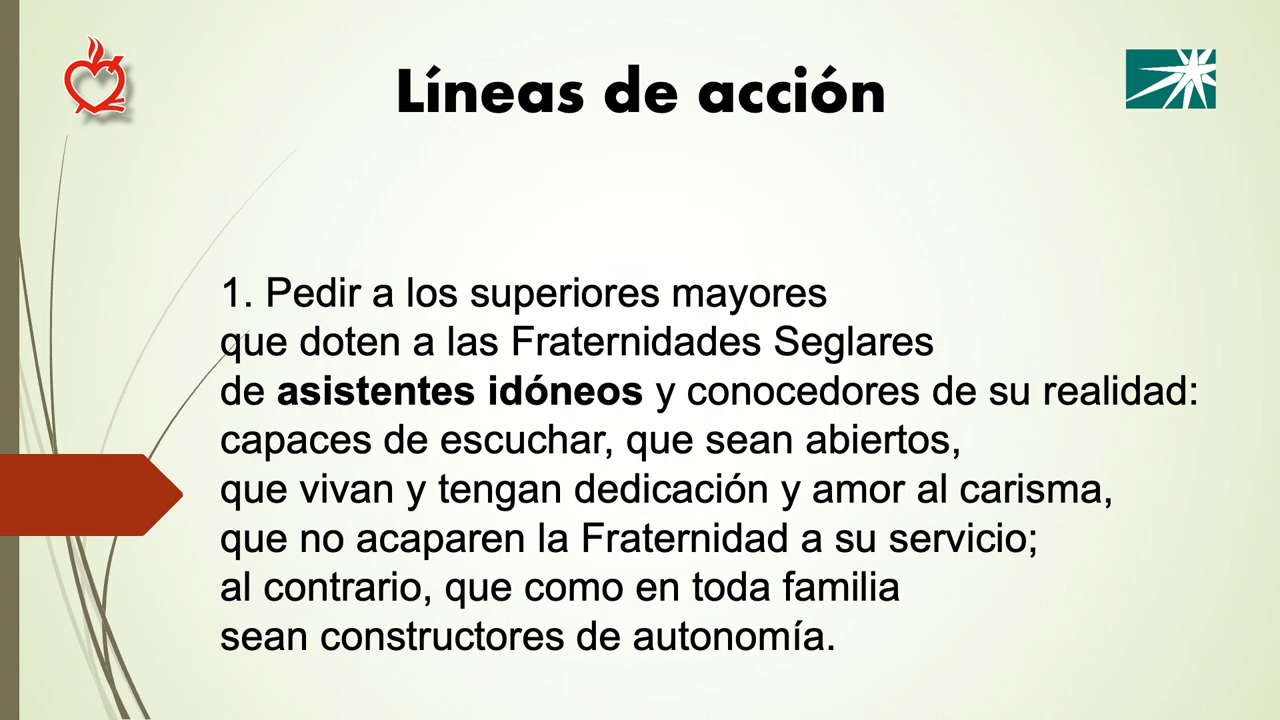 Líneas de acción
1. Pedir a los superiores mayores
que doten a las Fraternidades Seglares
de asistentes idóneos y conocedores de su realidad:
capaces de escuchar, que sean abiertos,
que vivan y tengan dedicación y amor al carisma,
que no acaparen la Fraternidad a su servicio;
al contrario, que como en toda familia
sean constructores de autonomía.